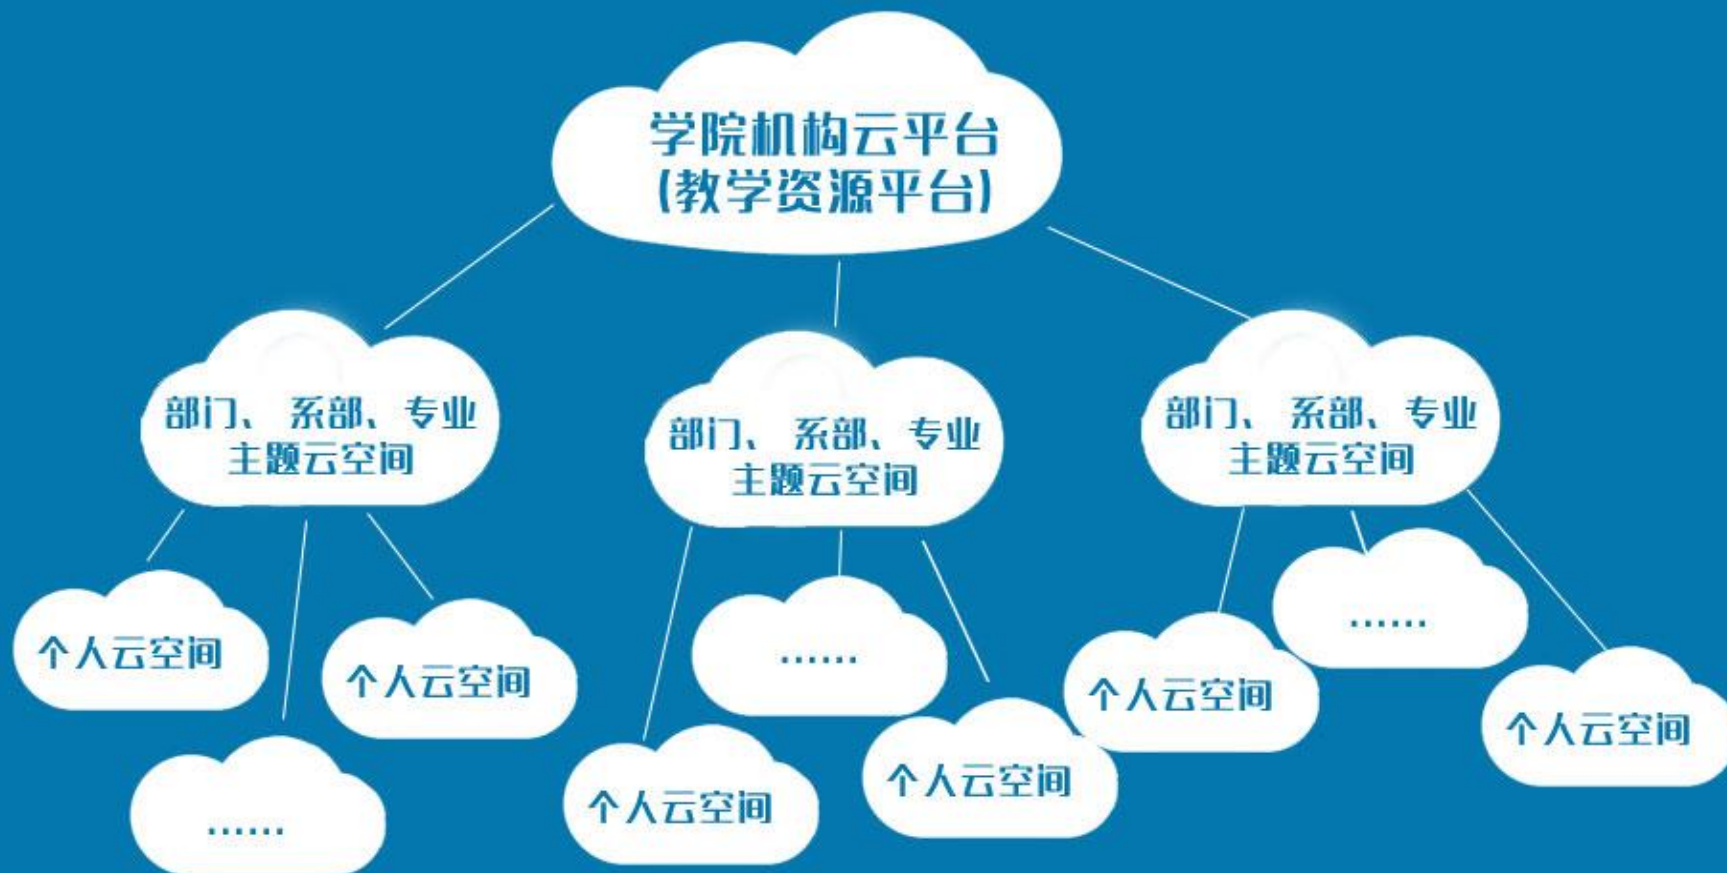 学院机构云平台
(教学资源平台)
部门、 系部、专业
主题云空间
部门、 系部、专业
主题云空间
部门、 系部、专业
主题云空间
个人云空间
......
个人云空间
个人云空间
......
个人云空间
个人云空间
......
个人云空间